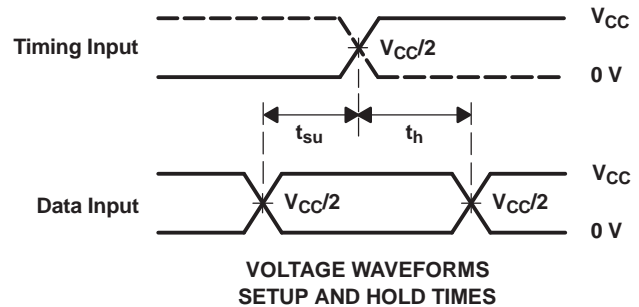 V_CC
Timing Input
V_CC/2
0 V
t_su
t_h
V_CC
Data Input
V_CC/2
V_CC/2
0 V
VOLTAGE WAVEFORMS
SETUP AND HOLD TIMES